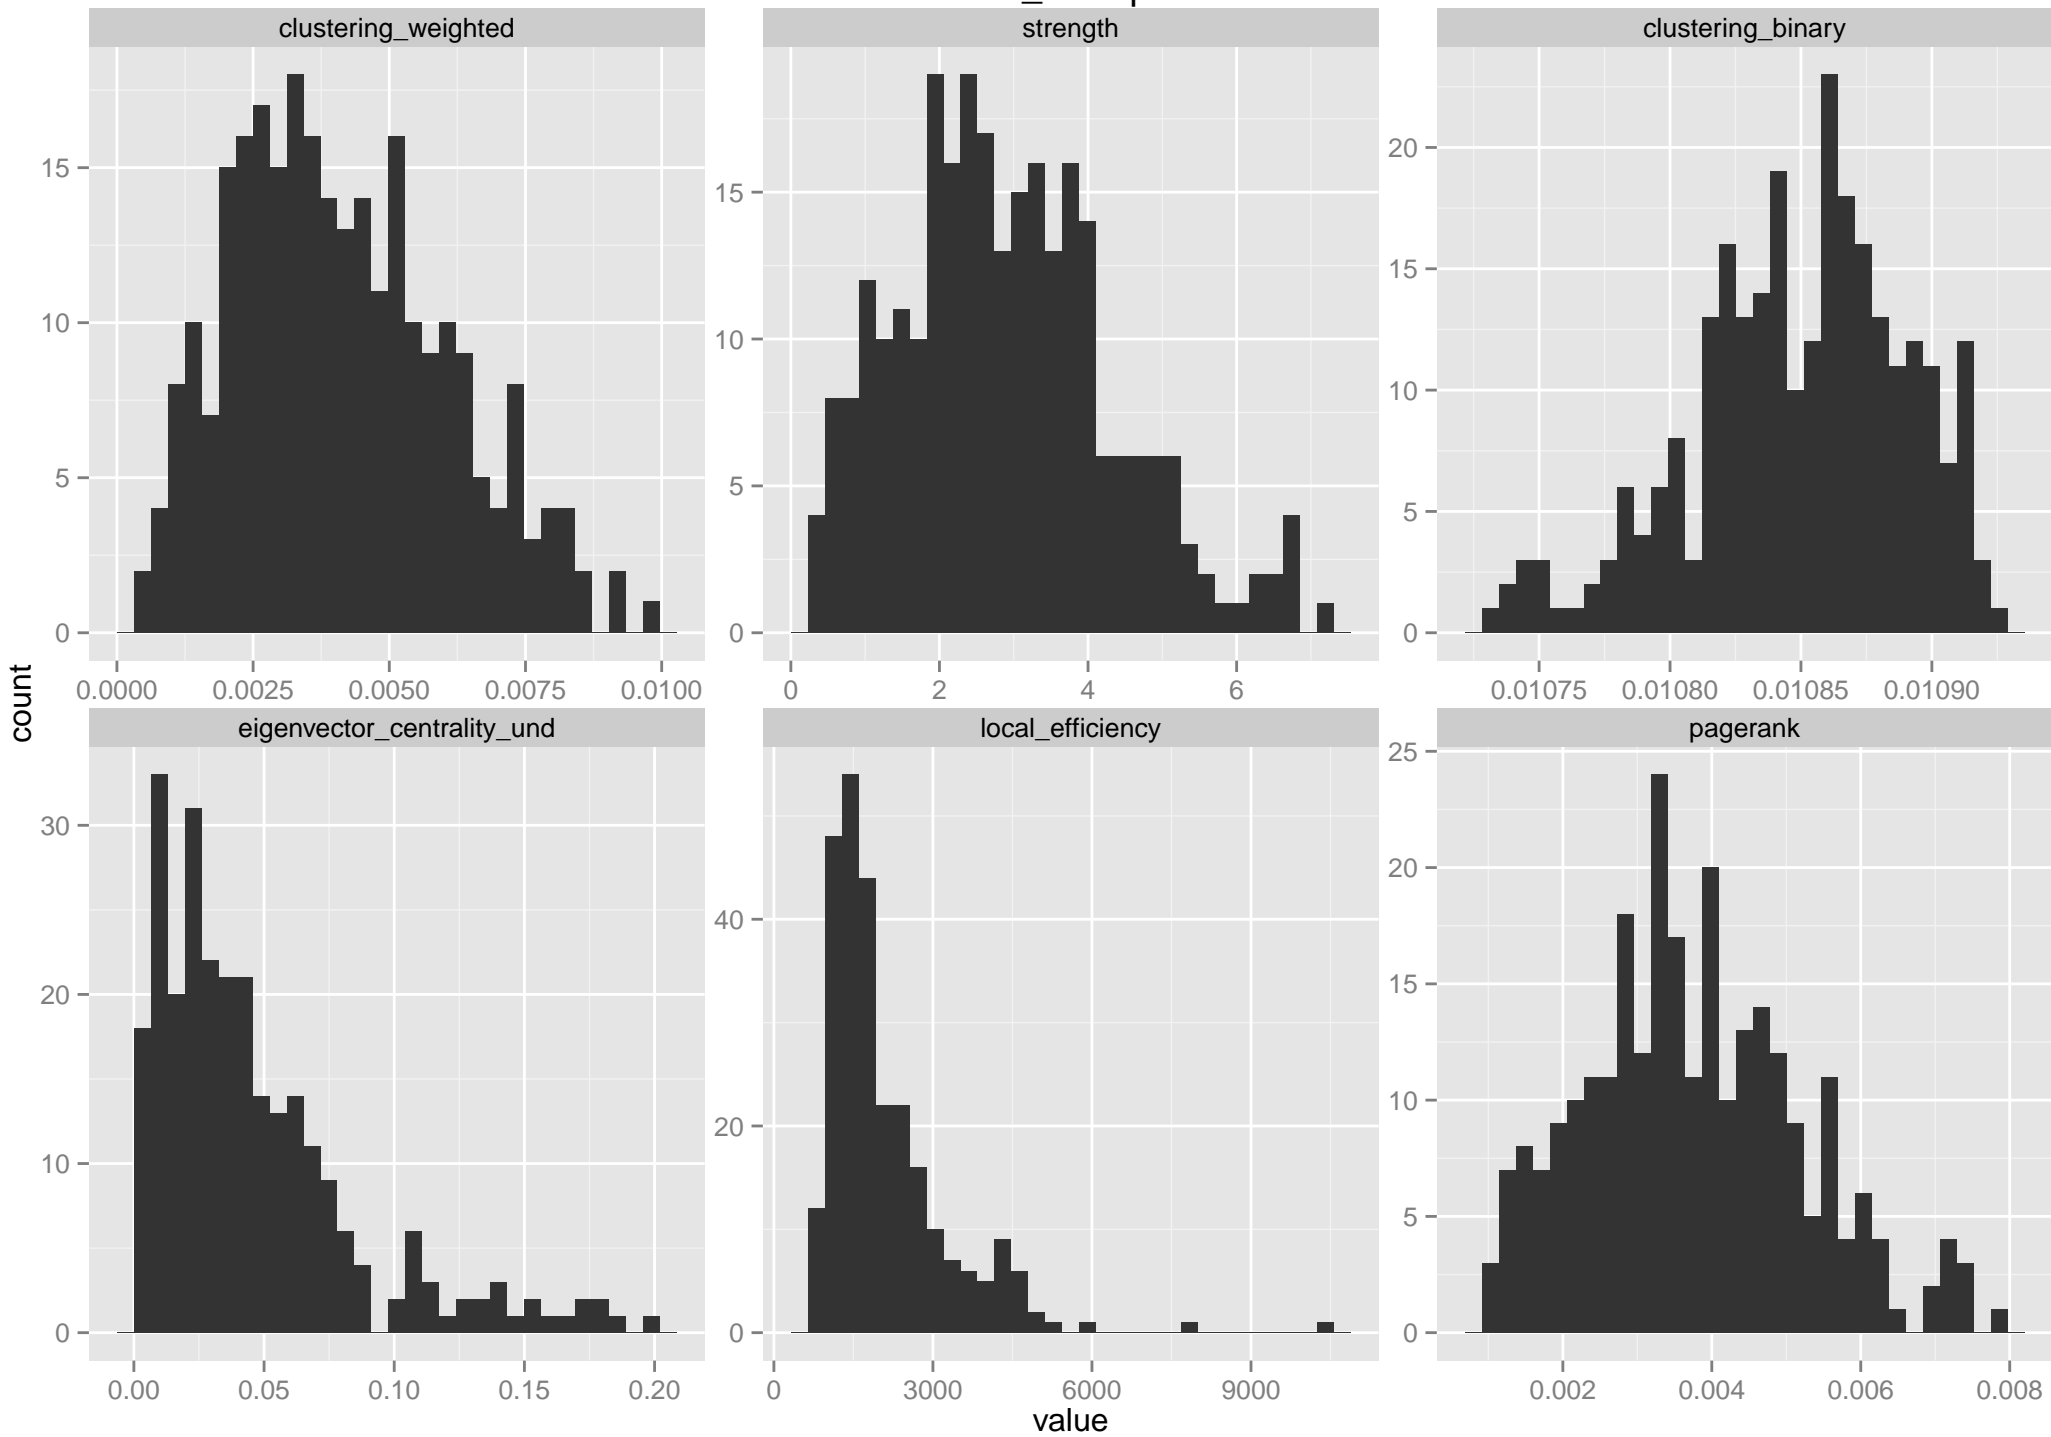 clustering_weighted
strength
clustering_binary
15
10
5
0
0.0000 0.0025 0.0050 0.0075 0.0100
15
10
5
0
0 2 4 6
20
15
10
5
0
0.01075 0.01080 0.01085 0.01090
count
eigenvector_centrality_und
local_efficiency
pagerank
30
20
10
0
0.00 0.05 0.10 0.15 0.20
40
20
0
0 3000 6000 9000
25
20
15
10
5
0
0.002 0.004 0.006 0.008
value